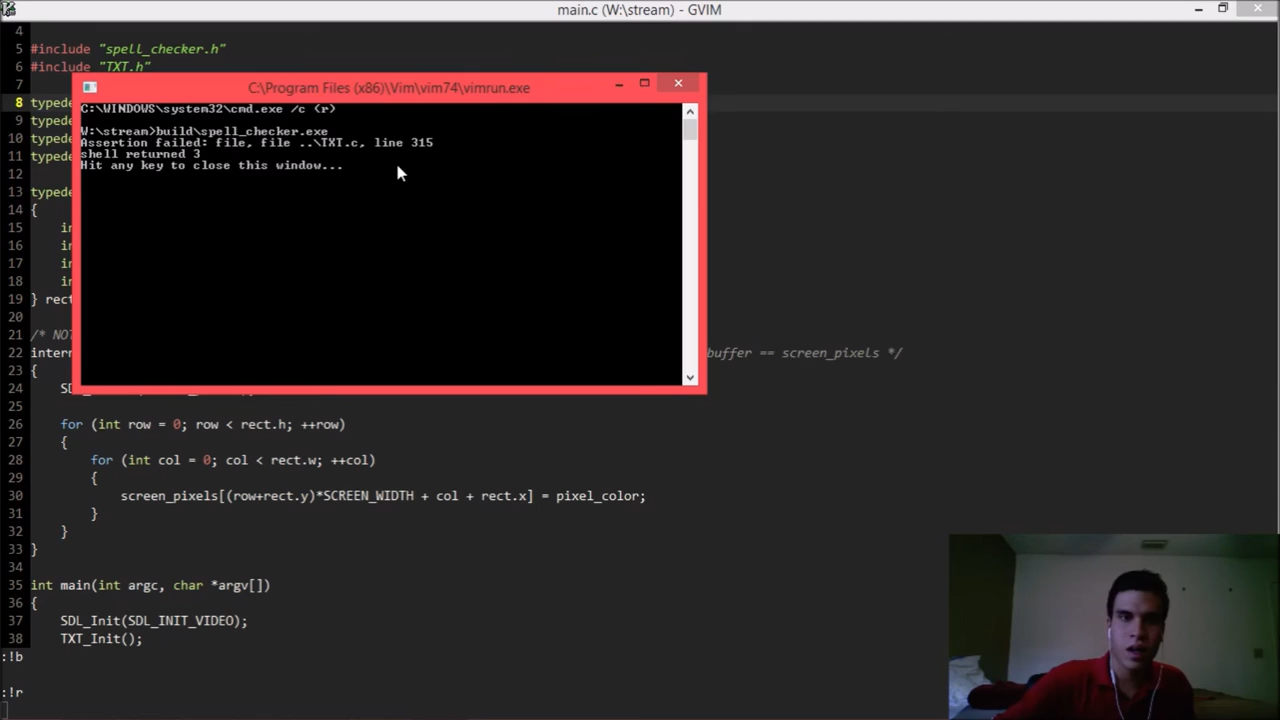 main.c (W:\stream) - GVIM
4
5 #include "spell_checker.h"
6 #include "TXT.h"
7
C:\Program Files (x86)\Vim\vim74\vimrun.exe
8 typede
C:\WINDOWS\system32\cmd.exe /c (r)
9 typede
W:\stream>build\spell_checker.exe
10 typede
Assertion failed: file, file ..\TXT.c, line 315
11 typede
shell returned 3
Hit any key to close this window...
12
13 typede
14 {
15 in
16 in
17 in
18 in
19 } rect
20
21 /* NOT
22 intern buffer == screen_pixels */
23 {
24 SD
25
26 for (int row = 0; row < rect.h; ++row)
27 {
28 for (int col = 0; col < rect.w; ++col)
29 {
30 screen_pixels[(row+rect.y)*SCREEN_WIDTH + col + rect.x] = pixel_color;
31 }
32 }
33 }
34
35 int main(int argc, char *argv[])
36 {
37 SDL_Init(SDL_INIT_VIDEO);
38 TXT_Init();
:!b
:!r